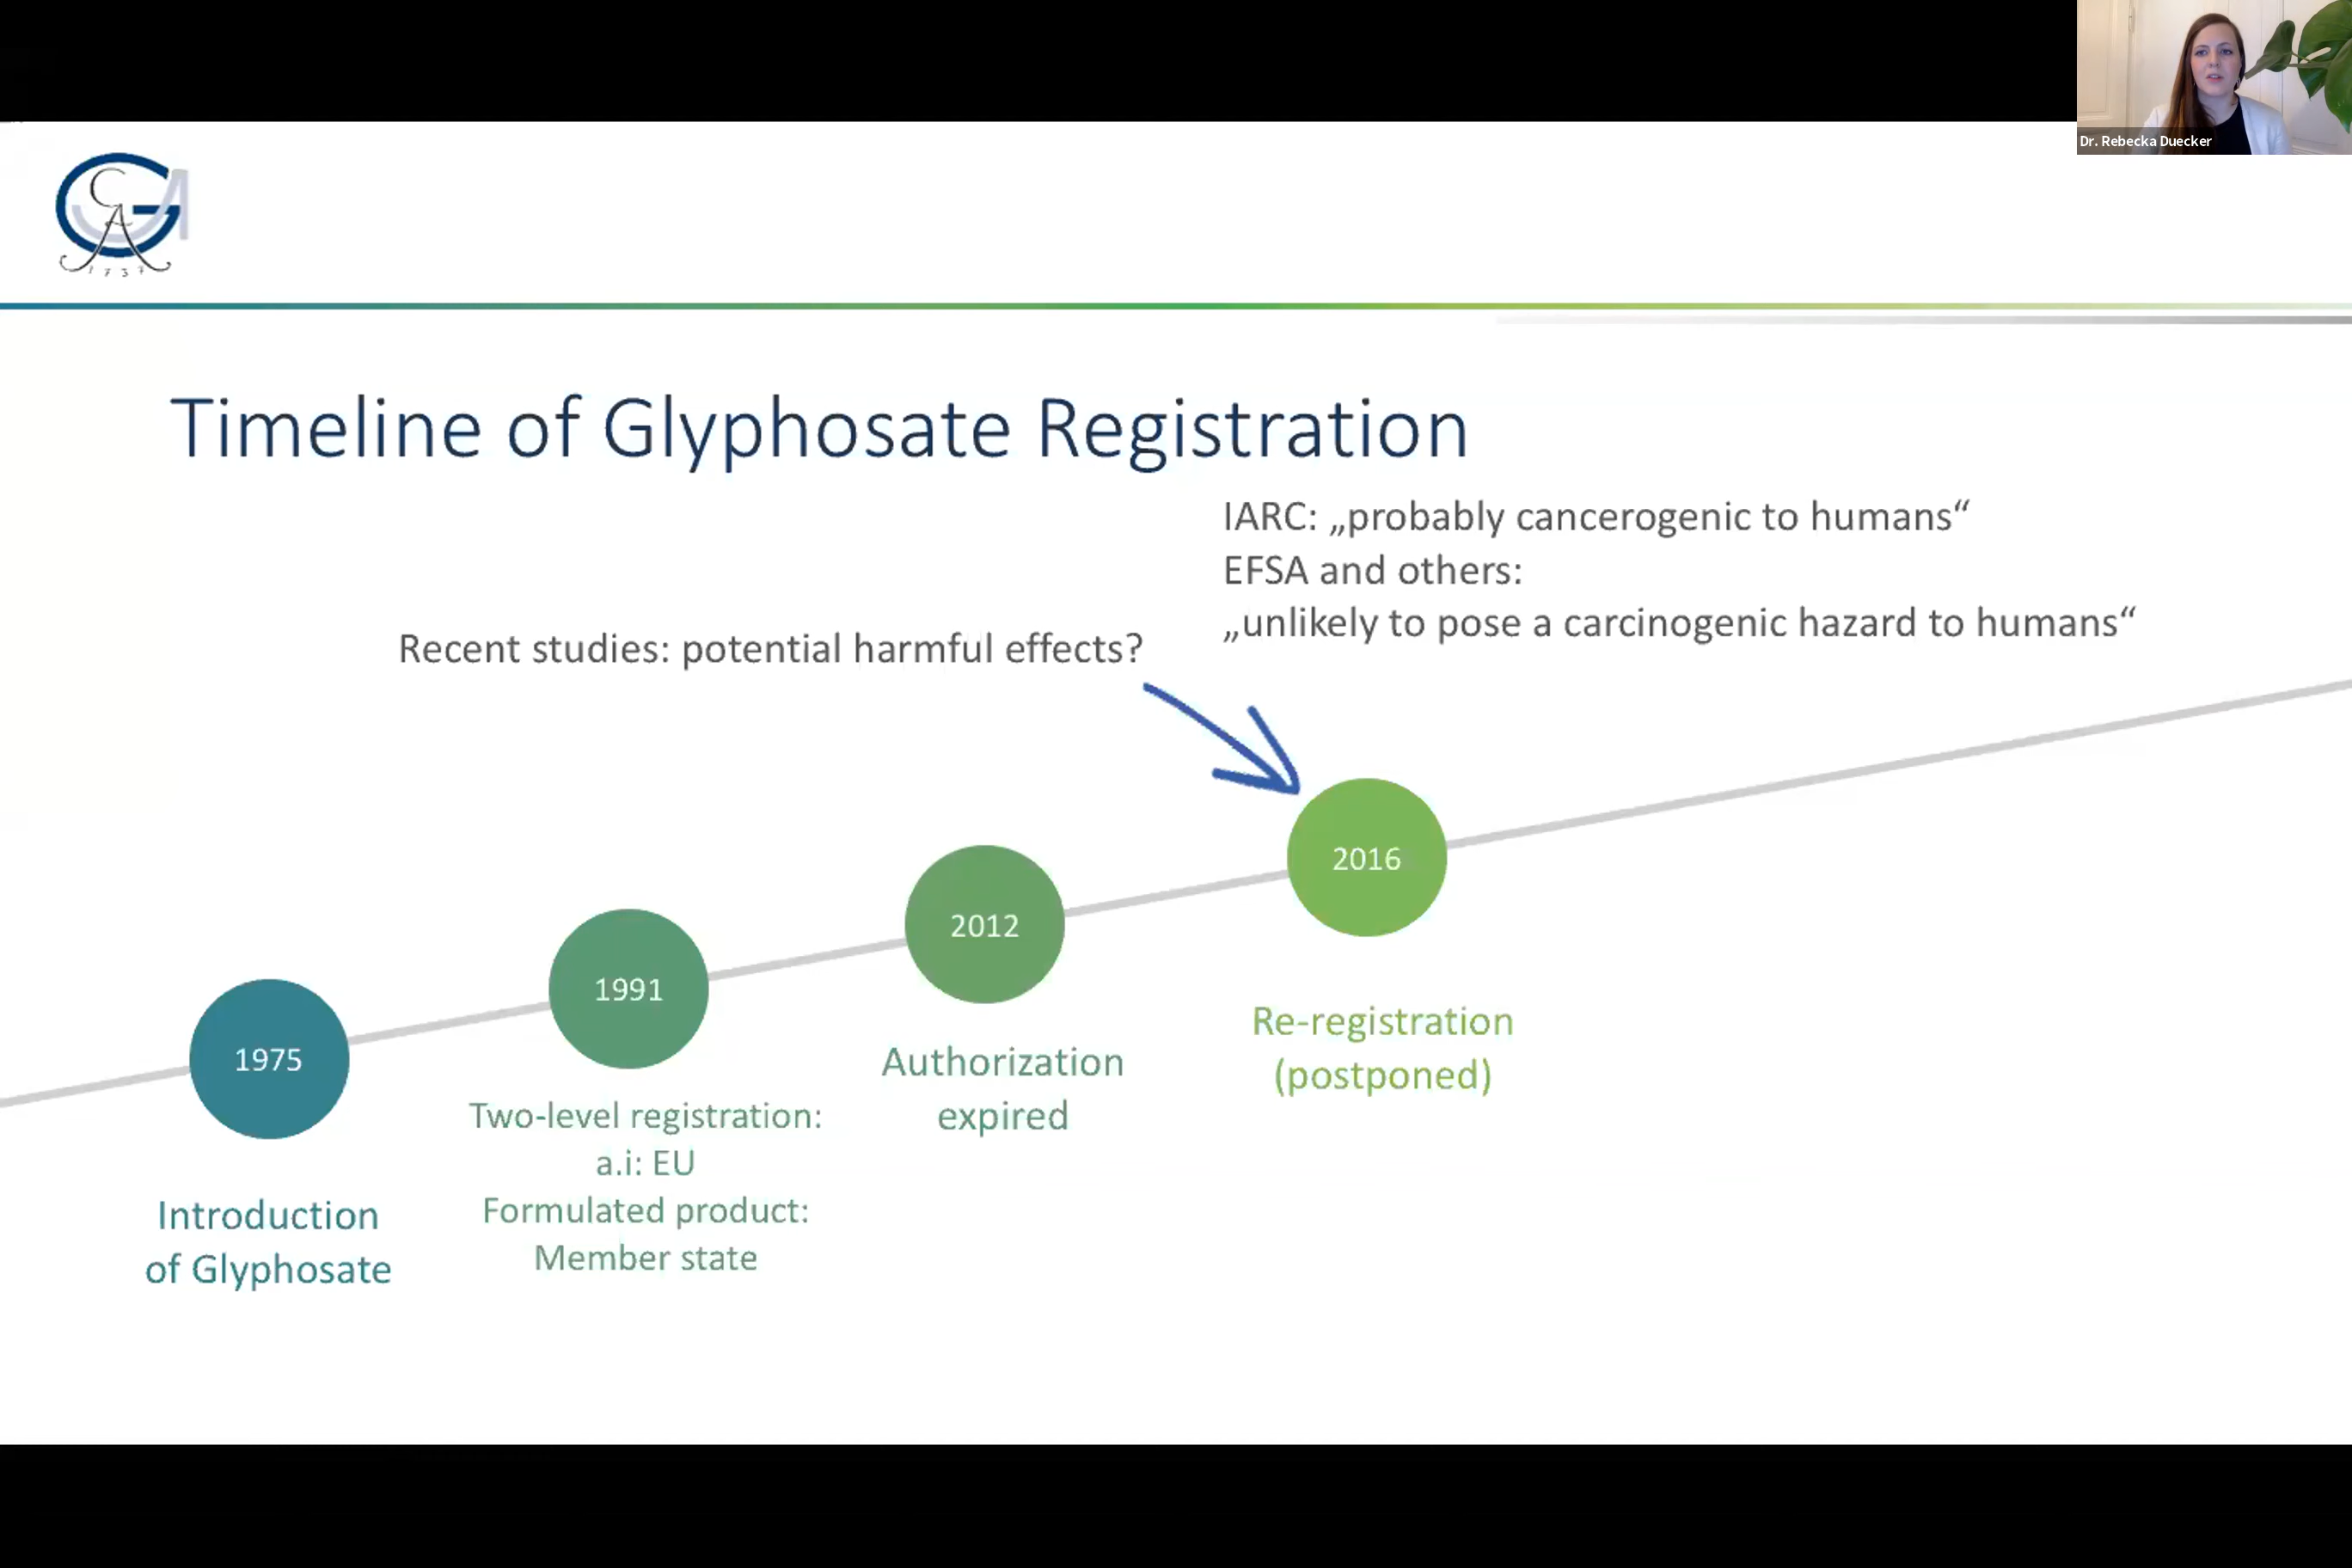 Dr. Rebecka Duecker
1737
Timeline of Glyphosate Registration
IARC: „probably cancerogenic to humans“
EFSA and others:
„unlikely to pose a carcinogenic hazard to humans“
Recent studies: potential harmful effects?
2016
2012
1991
1975
Re-registration
(postponed)
Authorization
expired
Two-level registration:
a.i: EU
Formulated product:
Member state
Introduction
of Glyphosate